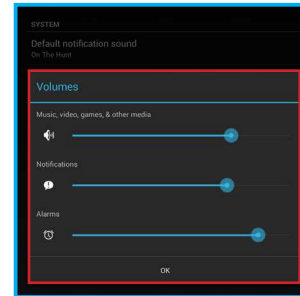 SYSTEM
Default notification sound
On The Hunt
Volumes
Music, video, games, & other media
Notifications
Alarms
OK